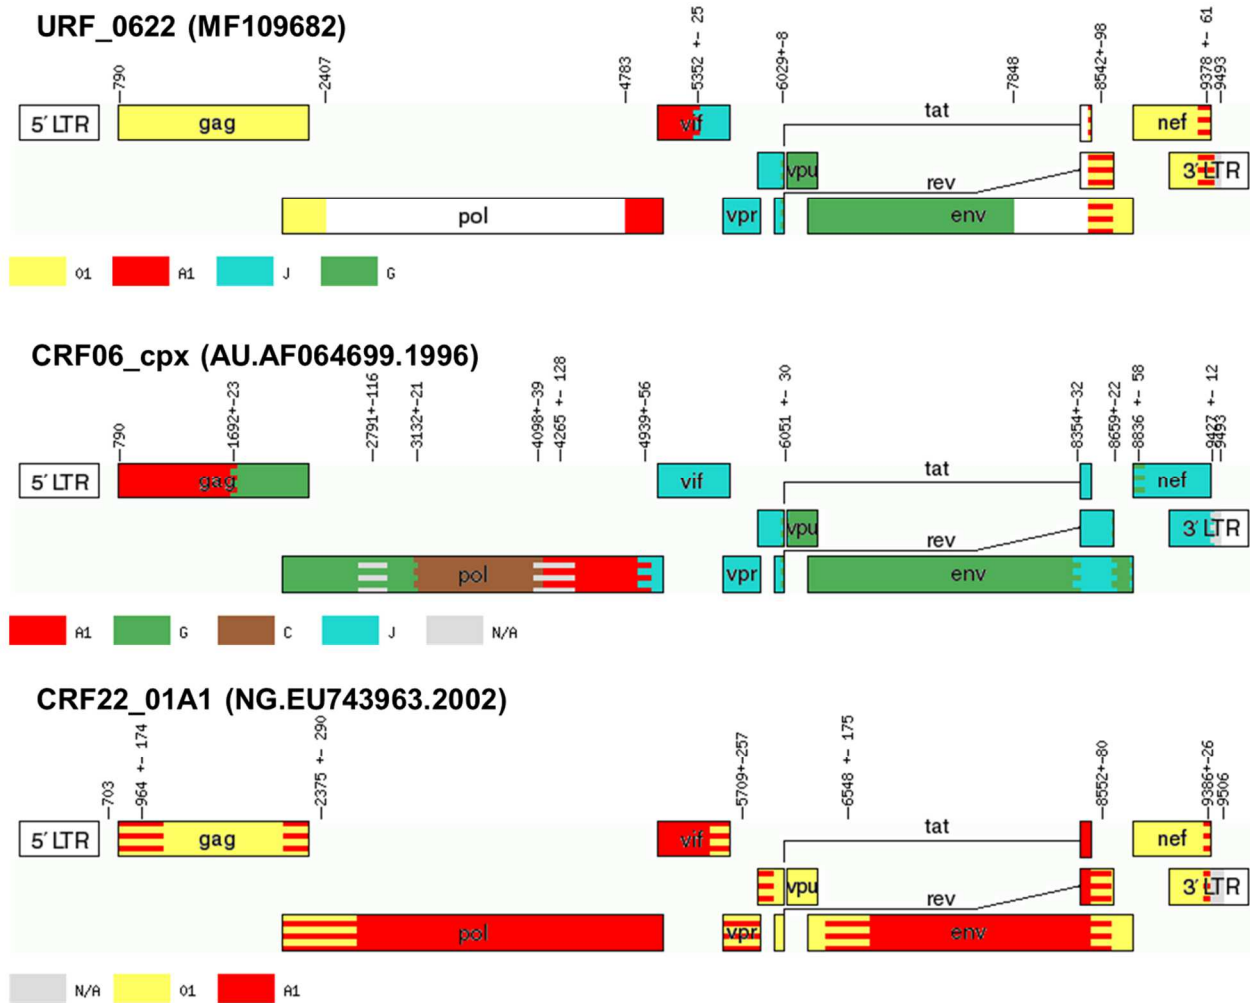 URF_0622 (MF109682)
790
2407
4783
5352 +- 25
6029+-8
7848
8542+-98
9378 +- 61
9493
5' LTR
gag
vif
tat
nef
vpu
rev
3' LTR
pol
vpr
env
01
A1
J
G
CRF06_cpx (AU.AF064699.1996)
790
1692+-23
2791+-116
3132+-21
4098+-39
4265 +- 128
4939+-56
6051 +- 30
8354+-32
8659+-22
8836 +- 58
9427 +- 12
9493
5' LTR
gag
vif
tat
nef
vpu
rev
3' LTR
pol
vpr
env
A1
G
C
J
N/A
CRF22_01A1 (NG.EU743963.2002)
703
964 +- 174
2375 +- 290
5709+-257
6548 +- 175
8552+-80
9386+-26
9506
5' LTR
gag
vif
tat
nef
vpu
rev
3' LTR
pol
vpr
env
N/A
01
A1